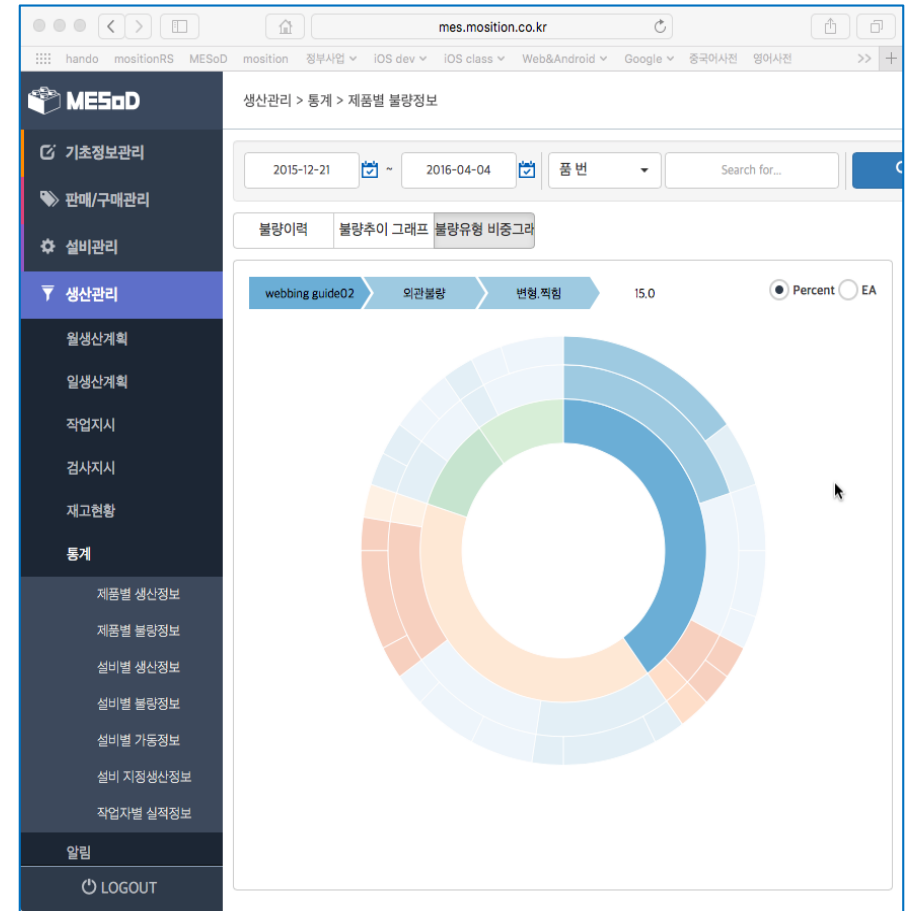 mes.mosition.co.kr
hando mositionRS MESoD mosition 정부사업 iOS dev iOS class Web&Android Google 중국어사전 영어사전 >> +
MESoD
생산관리 > 통계 > 제품별 불량정보
기초정보관리
판매/구매관리
설비관리
생산관리
월생산계획
일생산계획
작업지시
검사지시
재고현황
통계
제품별 생산정보
제품별 불량정보
설비별 생산정보
설비별 불량정보
설비별 가동정보
설비 지정생산정보
작업자별 실적정보
알림
LOGOUT
2015-12-21 ~ 2016-04-04 품 번 Search for...
불량이력 불량추이 그래프 불량유형 비중그래
webbing guide02 외관불량 변형.찍힘 15.0 Percent EA